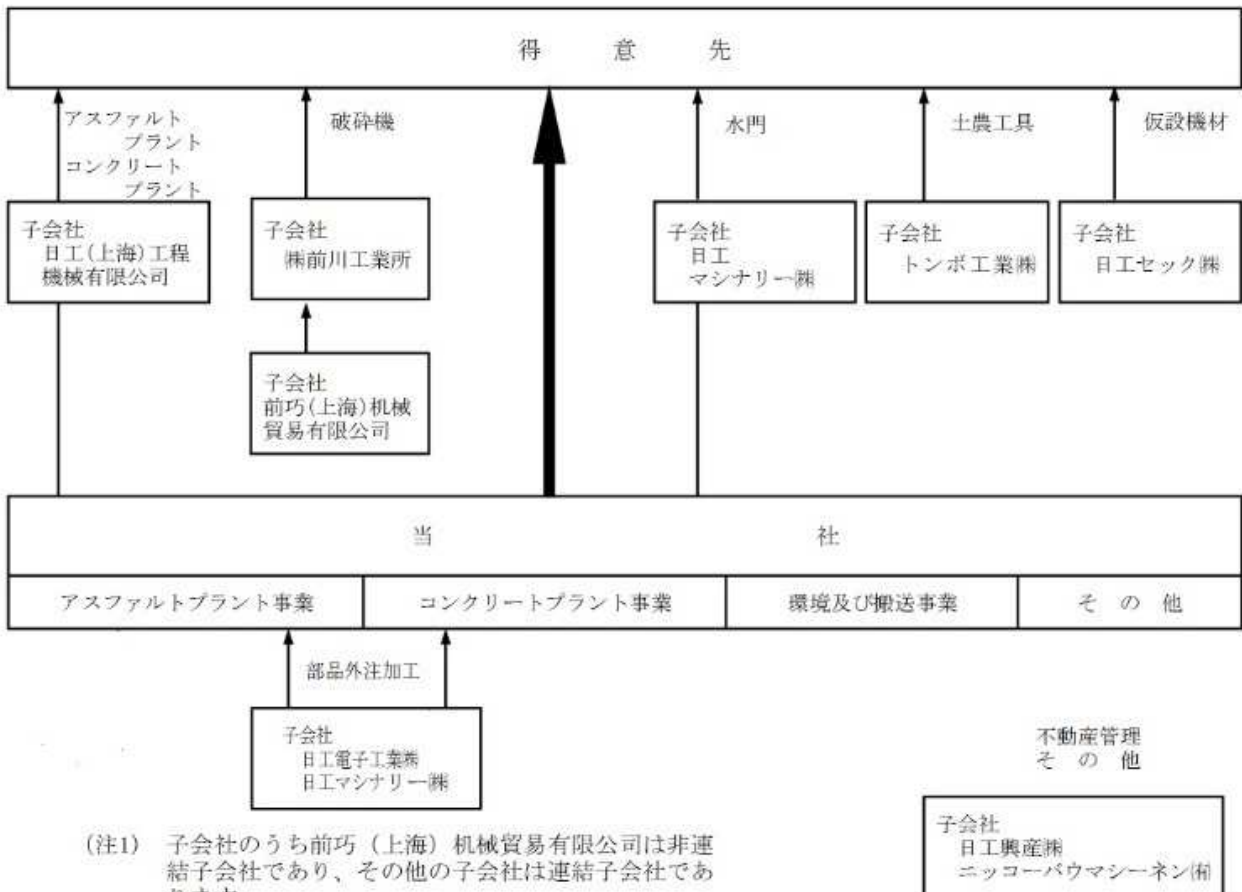 得意先
アスファルト
プラント
コンクリート
プラント
破砕機
水門
土農工具
仮設機材
子会社
日工(上海)工程
機械有限公司
子会社
㈱前川工業所
子会社
日工
マシナリー㈱
子会社
トンボ工業㈱
子会社
日工セック㈱
子会社
前巧(上海)机械
貿易有限公司
当社
アスファルトプラント事業
コンクリートプラント事業
環境及び搬送事業
その他
部品外注加工
子会社
日工電子工業㈱
日工マシナリー㈱
不動産管理
その他
子会社
日工興産㈱
ニッコーバウマシーネン㈲
(注1) 子会社のうち前巧（上海）机械貿易有限公司は非連
結子会社であり、その他の子会社は連結子会社であ